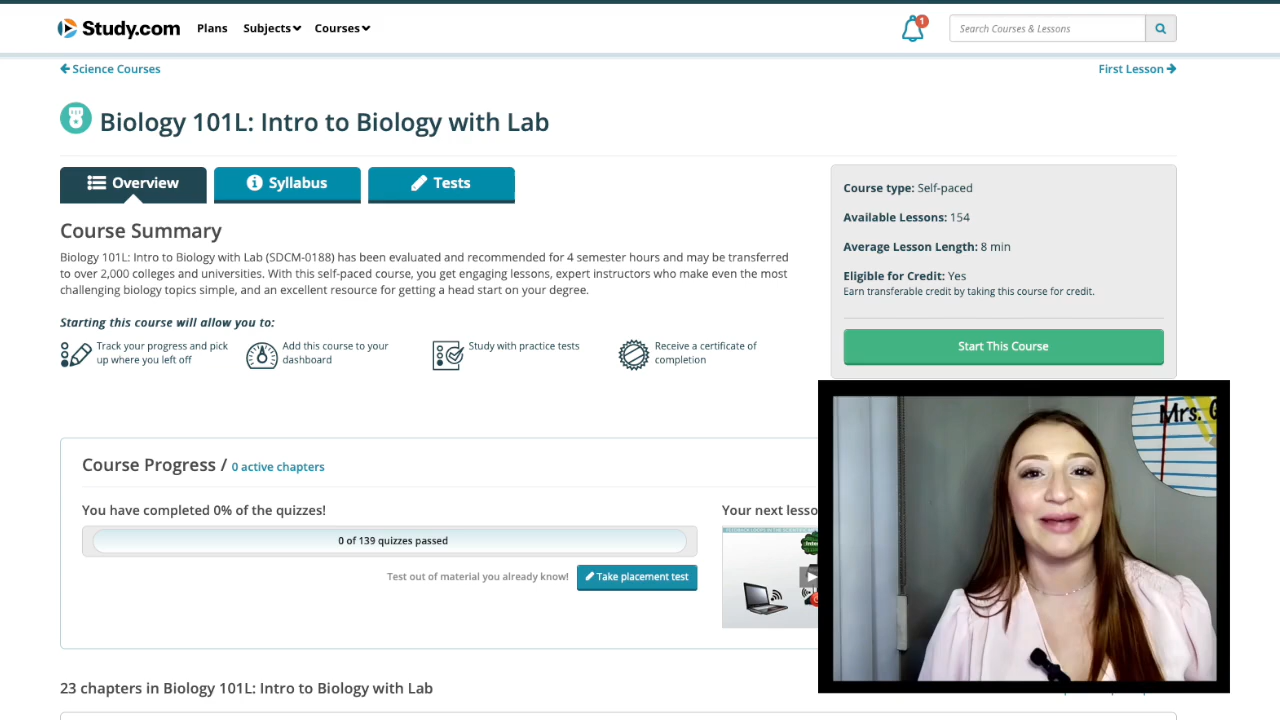 Study.com
Plans
Subjects
Courses
1
Search Courses & Lessons
Science Courses
First Lesson
Biology 101L: Intro to Biology with Lab
Overview
Syllabus
Tests
Course Summary
Biology 101L: Intro to Biology with Lab (SDCM-0188) has been evaluated and recommended for 4 semester hours and may be transferred
to over 2,000 colleges and universities. With this self-paced course, you get engaging lessons, expert instructors who make even the most
challenging biology topics simple, and an excellent resource for getting a head start on your degree.
Starting this course will allow you to:
Track your progress and pick
up where you left off
Add this course to your
dashboard
Study with practice tests
Receive a certificate of
completion
Course type: Self-paced
Available Lessons: 154
Average Lesson Length: 8 min
Eligible for Credit: Yes
Earn transferable credit by taking this course for credit.
Start This Course
Mrs.
Course Progress / 0 active chapters
You have completed 0% of the quizzes!
0 of 139 quizzes passed
Test out of material you already know!
Take placement test
Your next lesso
23 chapters in Biology 101L: Intro to Biology with Lab